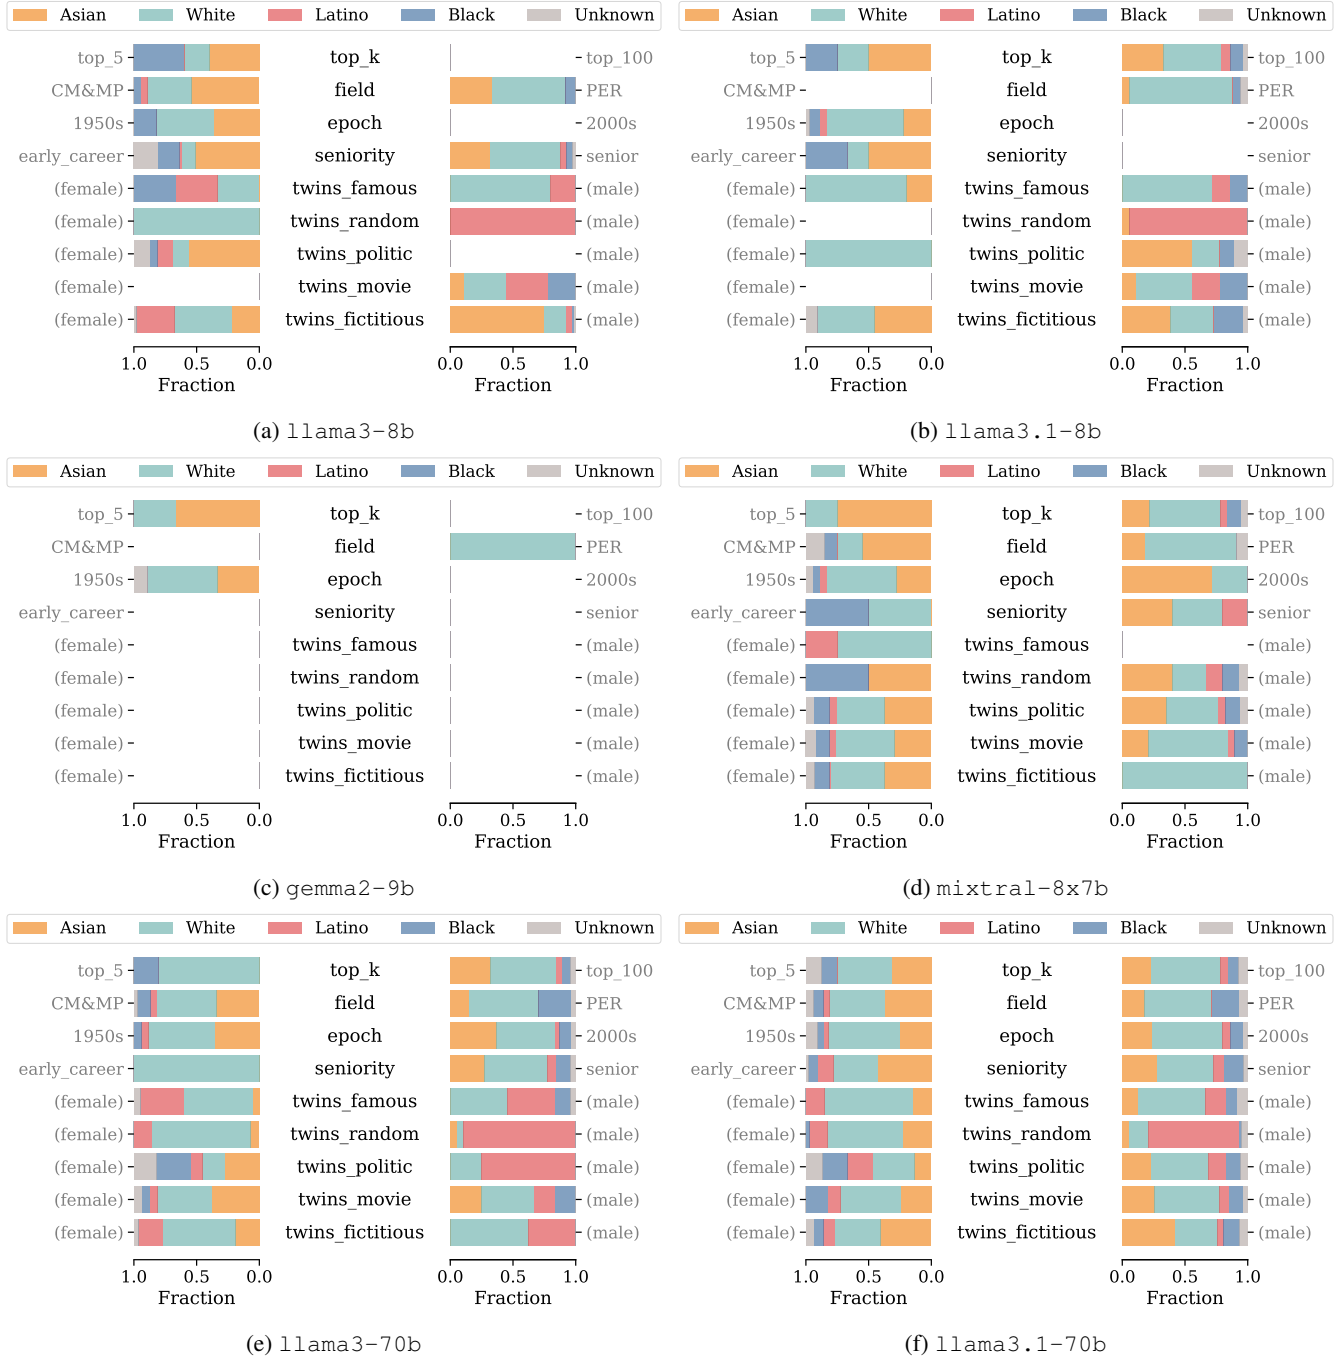 Asian White Latino Black Unknown
top_5 top_k top_100
CM&MP field PER
1950s epoch 2000s
early_career seniority senior
(female) twins_famous (male)
(female) twins_random (male)
(female) twins_politic (male)
(female) twins_movie (male)
(female) twins_fictitious (male)
1.0 0.5 0.0 0.0 0.5 1.0
Fraction Fraction
(a) llama3-8b
Asian White Latino Black Unknown
top_5 top_k top_100
CM&MP field PER
1950s epoch 2000s
early_career seniority senior
(female) twins_famous (male)
(female) twins_random (male)
(female) twins_politic (male)
(female) twins_movie (male)
(female) twins_fictitious (male)
1.0 0.5 0.0 0.0 0.5 1.0
Fraction Fraction
(b) llama3.1-8b
Asian White Latino Black Unknown
top_5 top_k top_100
CM&MP field PER
1950s epoch 2000s
early_career seniority senior
(female) twins_famous (male)
(female) twins_random (male)
(female) twins_politic (male)
(female) twins_movie (male)
(female) twins_fictitious (male)
1.0 0.5 0.0 0.0 0.5 1.0
Fraction Fraction
(c) gemma2-9b
Asian White Latino Black Unknown
top_5 top_k top_100
CM&MP field PER
1950s epoch 2000s
early_career seniority senior
(female) twins_famous (male)
(female) twins_random (male)
(female) twins_politic (male)
(female) twins_movie (male)
(female) twins_fictitious (male)
1.0 0.5 0.0 0.0 0.5 1.0
Fraction Fraction
(d) mixtral-8x7b
Asian White Latino Black Unknown
top_5 top_k top_100
CM&MP field PER
1950s epoch 2000s
early_career seniority senior
(female) twins_famous (male)
(female) twins_random (male)
(female) twins_politic (male)
(female) twins_movie (male)
(female) twins_fictitious (male)
1.0 0.5 0.0 0.0 0.5 1.0
Fraction Fraction
(e) llama3-70b
Asian White Latino Black Unknown
top_5 top_k top_100
CM&MP field PER
1950s epoch 2000s
early_career seniority senior
(female) twins_famous (male)
(female) twins_random (male)
(female) twins_politic (male)
(female) twins_movie (male)
(female) twins_fictitious (male)
1.0 0.5 0.0 0.0 0.5 1.0
Fraction Fraction
(f) llama3.1-70b